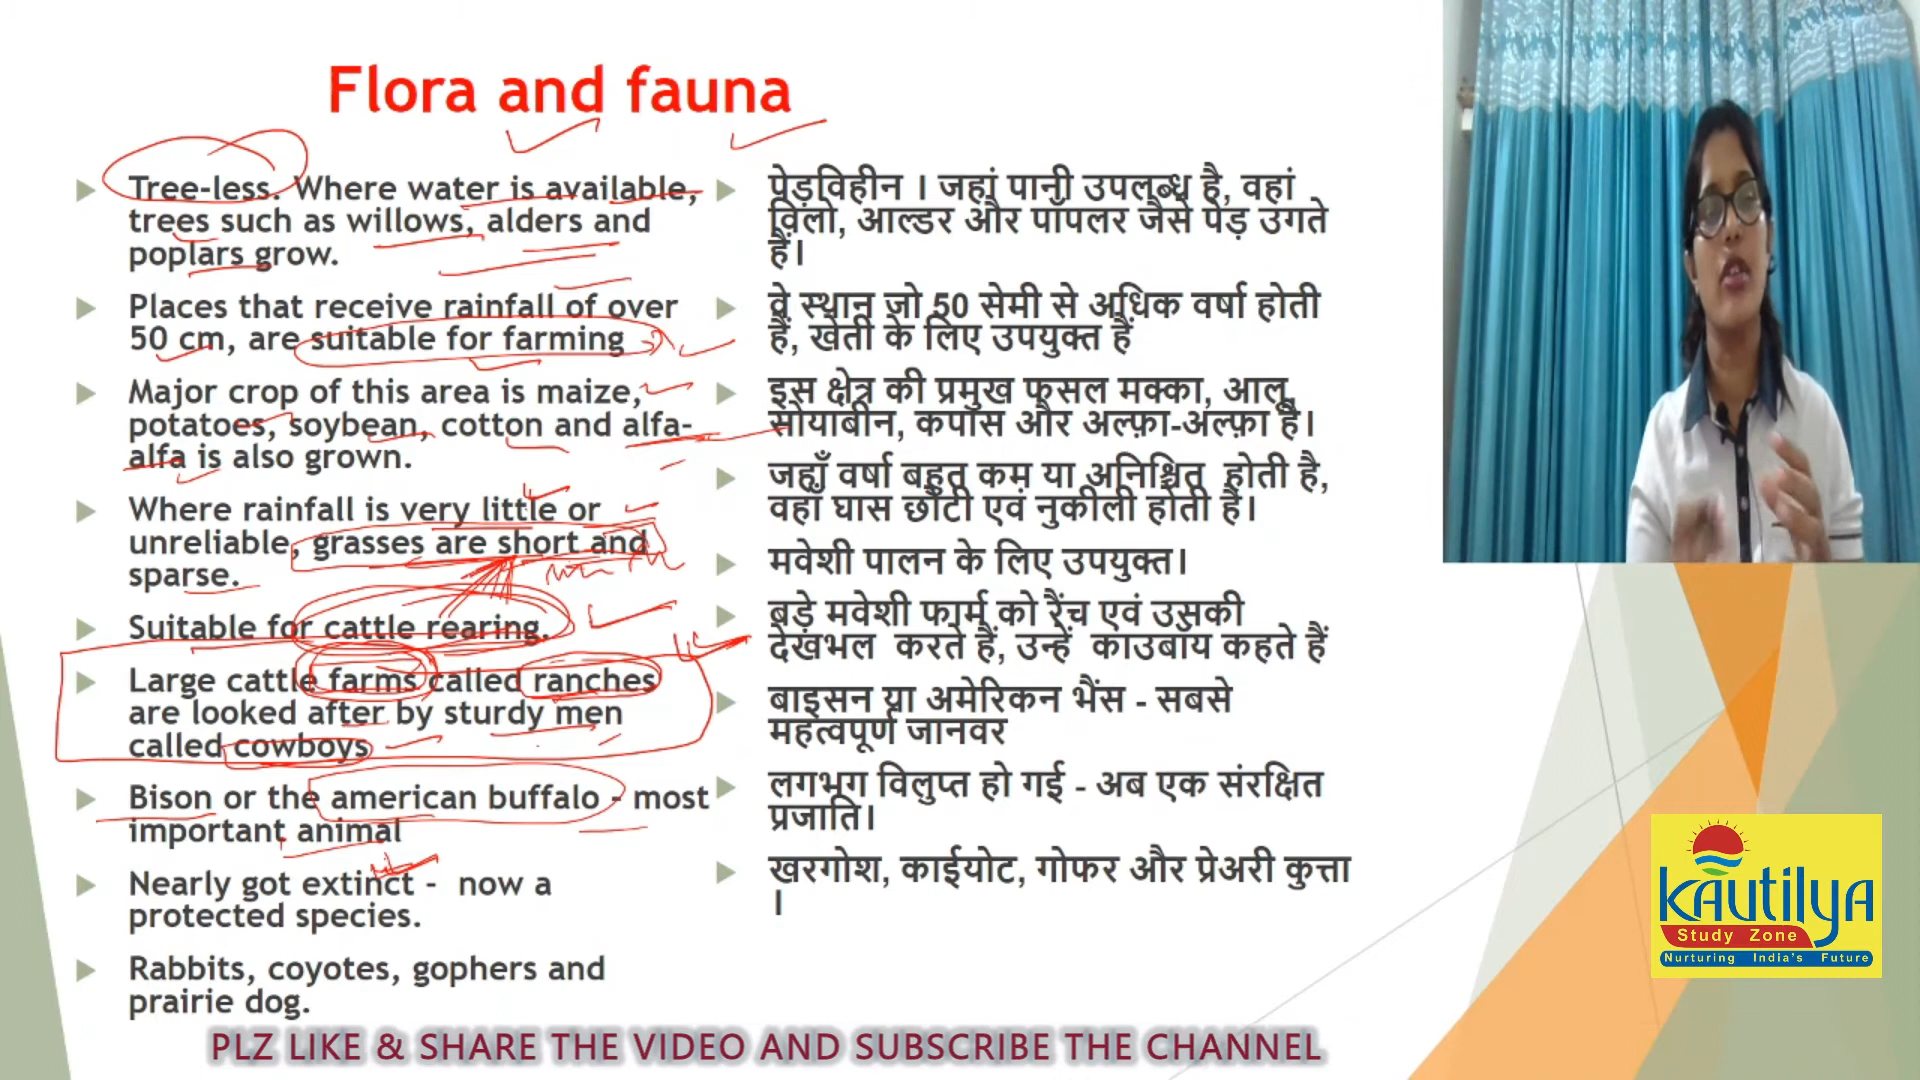 Flora and fauna
Tree-less. Where water is available,
trees such as willows, alders and
poplars grow.
Places that receive rainfall of over
50 cm, are suitable for farming
Major crop of this area is maize,
potatoes, soybean, cotton and alfa-
alfa is also grown.
Where rainfall is very little or
unreliable, grasses are short and
sparse.
Suitable for cattle rearing.
Large cattle farms called ranches
are looked after by sturdy men
called cowboys
Bison or the american buffalo - most
important animal
Nearly got extinct - now a
protected species.
Rabbits, coyotes, gophers and
prairie dog.
पेड़विहीन । जहां पानी उपलब्ध है, वहां
विलो, आल्डर और पॉपलर जैसे पेड़ उगते
हैं।
वे स्थान जो 50 सेमी से अधिक वर्षा होती
हैं, खेती के लिए उपयुक्त हैं
इस क्षेत्र की प्रमुख फसल मक्का, आलू,
सोयाबीन, कपास और अल्फ़ा-अल्फ़ा है।
जहाँ वर्षा बहुत कम या अनिश्चित होती है,
वहाँ घास छोटी एवं नुकीली होती है।
मवेशी पालन के लिए उपयुक्त।
बड़े मवेशी फार्म को रैंच एवं उसकी
देखभल करते हैं, उन्हें काउबॉय कहते हैं
बाइसन या अमेरिकन भैंस - सबसे
महत्वपूर्ण जानवर
लगभग विलुप्त हो गई - अब एक संरक्षित
प्रजाति।
खरगोश, काईयोट, गोफर और प्रेअरी कुत्ता
।
Kautilya
Study Zone
Nurturing India's Future
PLZ LIKE & SHARE THE VIDEO AND SUBSCRIBE THE CHANNEL